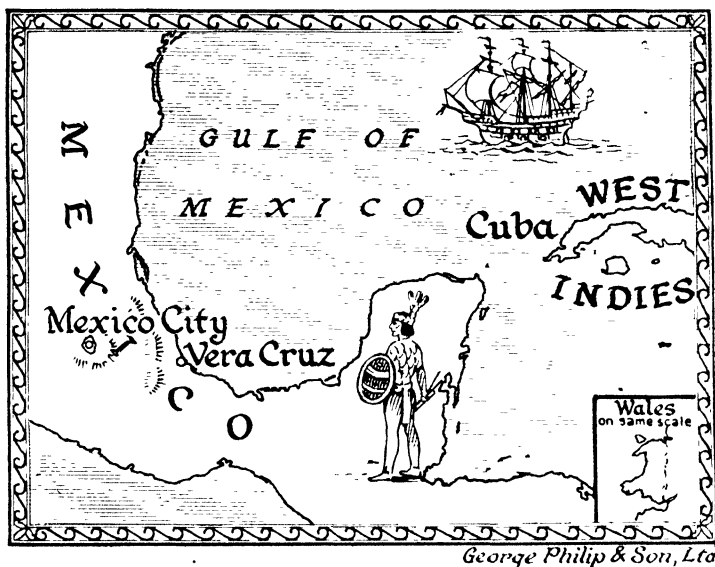 GULF OF
MEXICO
MEXICO
WEST
INDIES
Cuba
Mexico City
Vera Cruz
Wales
on same scale
George Philip & Son, Ltd